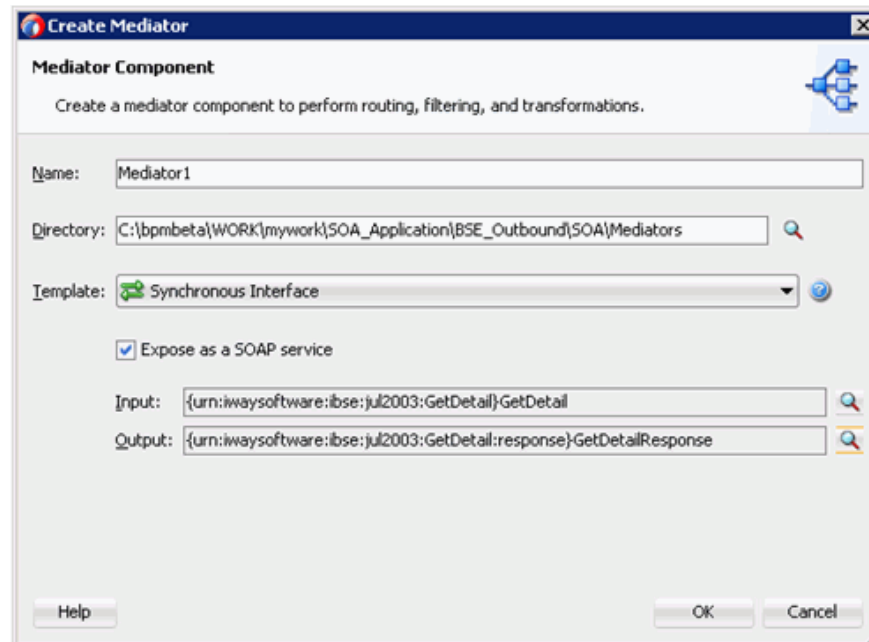 Create Mediator
Mediator Component
Create a mediator component to perform routing, filtering, and transformations.
Name: Mediator1
Directory: C:\bpmbeta\WORK\mywork\SOA_Application\BSE_Outbound\SOA\Mediators
Template: Synchronous Interface
Expose as a SOAP service
Input: {urn:iwaysoftware:ibse:jul2003:GetDetail}GetDetail
Output: {urn:iwaysoftware:ibse:jul2003:GetDetail:response}GetDetailResponse
Help OK Cancel